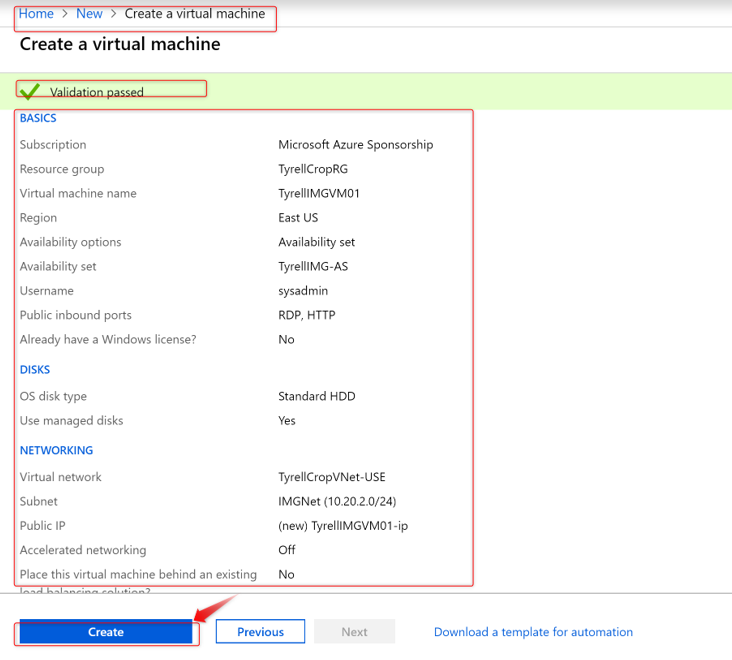 Home > New > Create a virtual machine
Create a virtual machine
Validation passed
BASICS
Subscription Microsoft Azure Sponsorship
Resource group TyrellCropRG
Virtual machine name TyrellIMGVM01
Region East US
Availability options Availability set
Availability set TyrellIMG-AS
Username sysadmin
Public inbound ports RDP, HTTP
Already have a Windows license? No
DISKS
OS disk type Standard HDD
Use managed disks Yes
NETWORKING
Virtual network TyrellCropVNet-USE
Subnet IMGNet (10.20.2.0/24)
Public IP (new) TyrellIMGVM01-ip
Accelerated networking Off
Place this virtual machine behind an existing No
load balancing solution?
Create Previous Next Download a template for automation